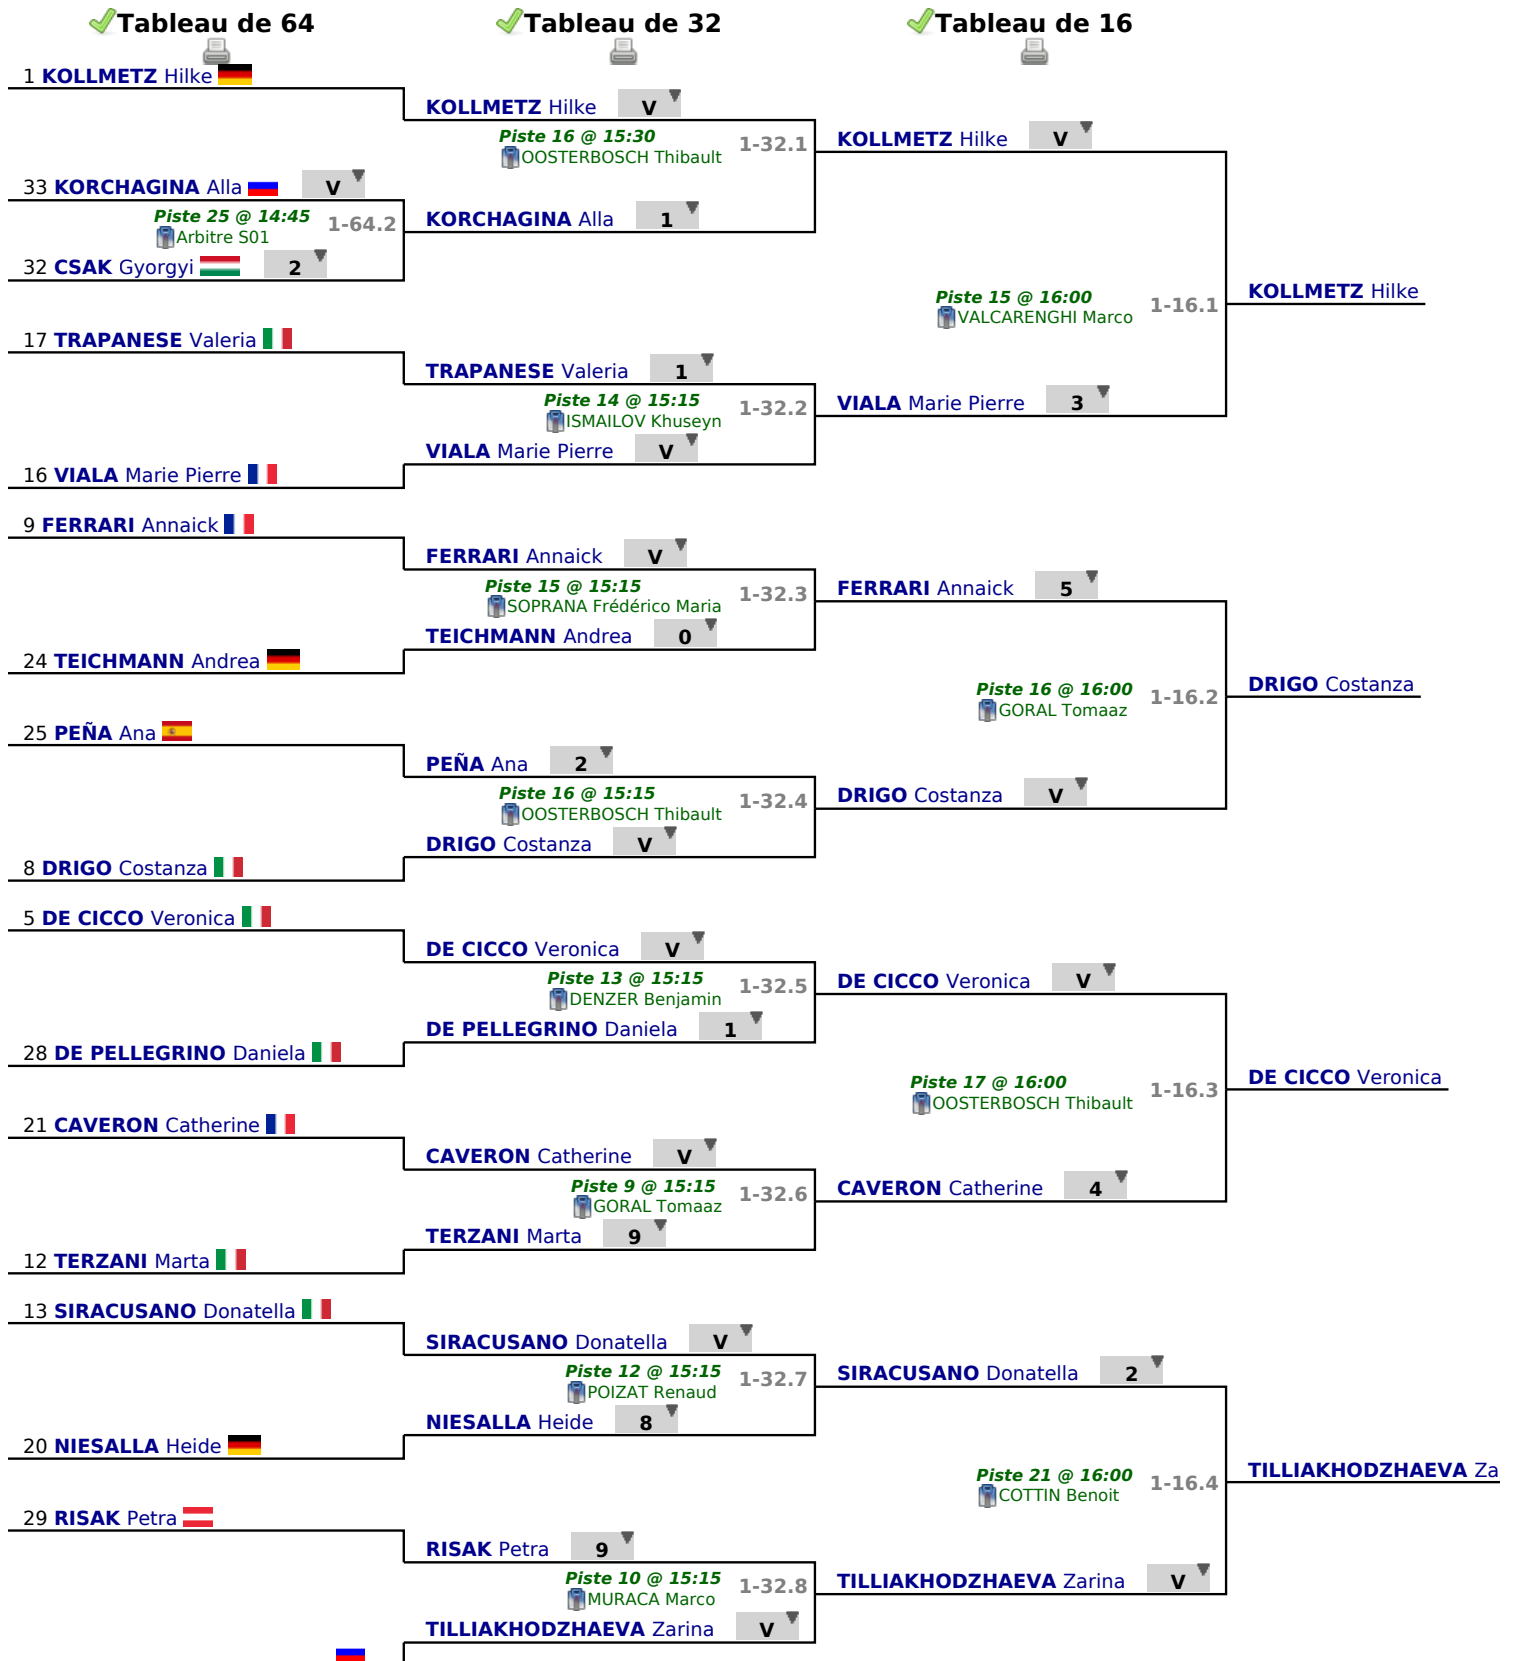 Tableau de 64
Tableau de 32
Tableau de 16
1 KOLLMETZ Hilke
KOLLMETZ Hilke V
Piste 16 @ 15:30
OOSTERBOSCH Thibault
1-32.1
KOLLMETZ Hilke V
33 KORCHAGINA Alla V
Piste 25 @ 14:45
Arbitre S01
1-64.2
KORCHAGINA Alla 1
32 CSAK Gyorgyi 2
Piste 15 @ 16:00
VALCARENGHI Marco
1-16.1
KOLLMETZ Hilke
17 TRAPANESE Valeria
TRAPANESE Valeria 1
Piste 14 @ 15:15
ISMAILOV Khuseyn
1-32.2
VIALA Marie Pierre 3
VIALA Marie Pierre V
16 VIALA Marie Pierre
9 FERRARI Annaick
FERRARI Annaick V
Piste 15 @ 15:15
SOPRANA Frédérico Maria
1-32.3
FERRARI Annaick 5
TEICHMANN Andrea 0
24 TEICHMANN Andrea
Piste 16 @ 16:00
GORAL Tomaaz
1-16.2
DRIGO Costanza
25 PEÑA Ana
PEÑA Ana 2
Piste 16 @ 15:15
OOSTERBOSCH Thibault
1-32.4
DRIGO Costanza V
DRIGO Costanza V
8 DRIGO Costanza
5 DE CICCO Veronica
DE CICCO Veronica V
Piste 13 @ 15:15
DENZER Benjamin
1-32.5
DE CICCO Veronica V
DE PELLEGRINO Daniela 1
28 DE PELLEGRINO Daniela
Piste 17 @ 16:00
OOSTERBOSCH Thibault
1-16.3
DE CICCO Veronica
21 CAVERON Catherine
CAVERON Catherine V
Piste 9 @ 15:15
GORAL Tomaaz
1-32.6
CAVERON Catherine 4
TERZANI Marta 9
12 TERZANI Marta
13 SIRACUSANO Donatella
SIRACUSANO Donatella V
Piste 12 @ 15:15
POIZAT Renaud
1-32.7
SIRACUSANO Donatella 2
NIESALLA Heide 8
20 NIESALLA Heide
Piste 21 @ 16:00
COTTIN Benoit
1-16.4
TILLIAKHODZHAEVA Za
29 RISAK Petra
RISAK Petra 9
Piste 10 @ 15:15
MURACA Marco
1-32.8
TILLIAKHODZHAEVA Zarina V
TILLIAKHODZHAEVA Zarina V